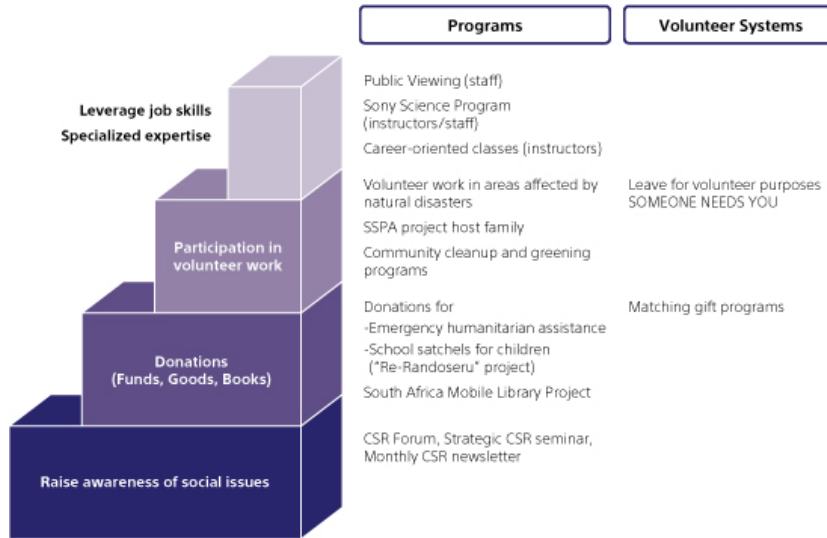 Programs
Volunteer Systems
Leverage job skills
Specialized expertise
Public Viewing (staff)
Sony Science Program
(instructors/staff)
Career-oriented classes (instructors)
Participation in
volunteer work
Volunteer work in areas affected by
natural disasters
SSPA project host family
Community cleanup and greening
programs
Leave for volunteer purposes
SOMEONE NEEDS YOU
Donations
(Funds, Goods, Books)
Donations for
-Emergency humanitarian assistance
-School satchels for children
("Re-Randoseru" project)
South Africa Mobile Library Project
Matching gift programs
Raise awareness of social issues
CSR Forum, Strategic CSR seminar,
Monthly CSR newsletter